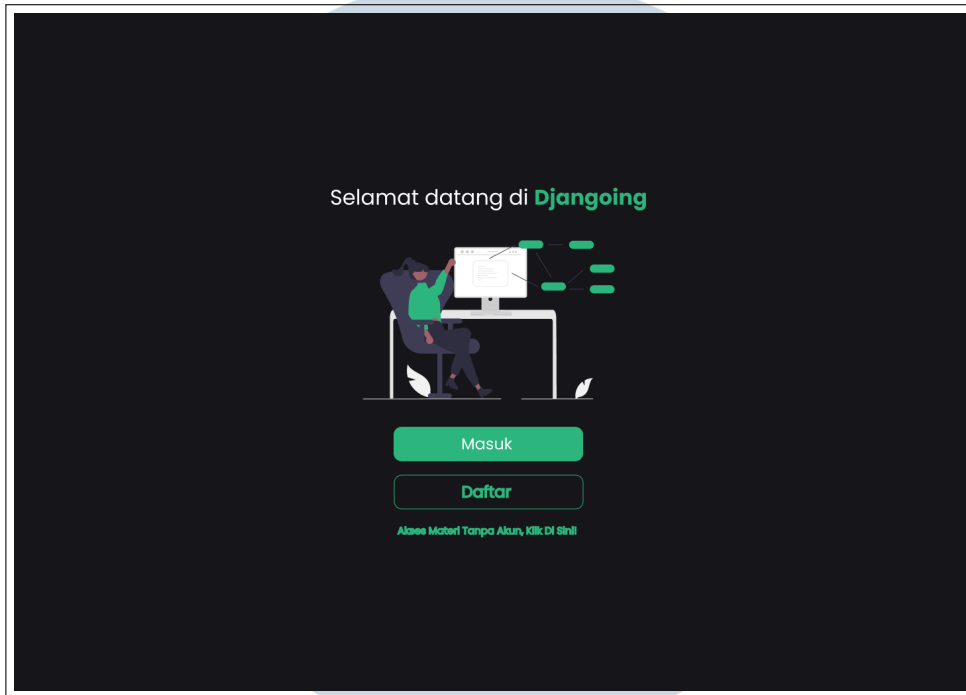 Selamat datang di Djangoing
Masuk
Daftar
Akses Materi Tanpa Akun, Klik Di Sini!